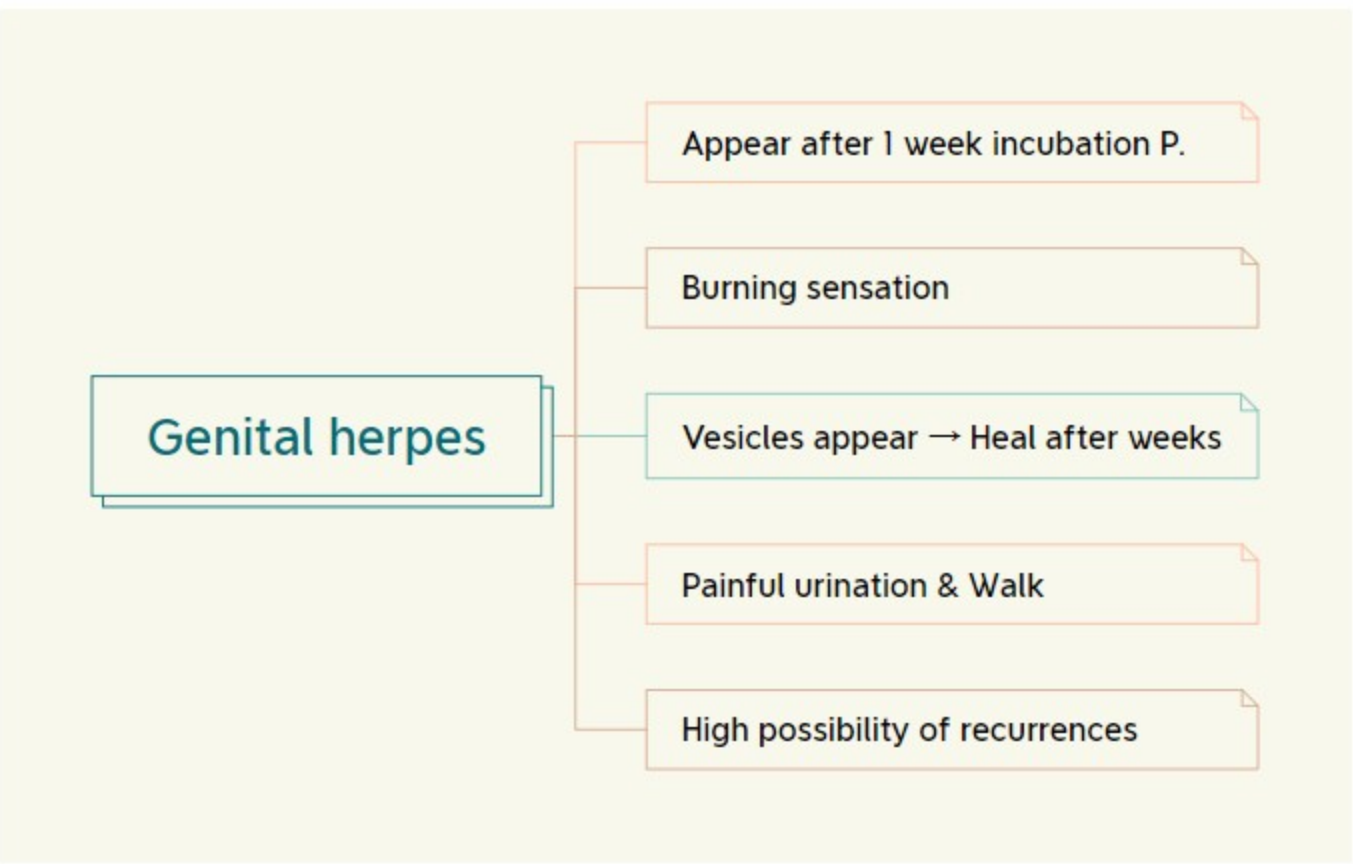 Genital herpes
Appear after 1 week incubation P.
Burning sensation
Vesicles appear → Heal after weeks
Painful urination & Walk
High possibility of recurrences